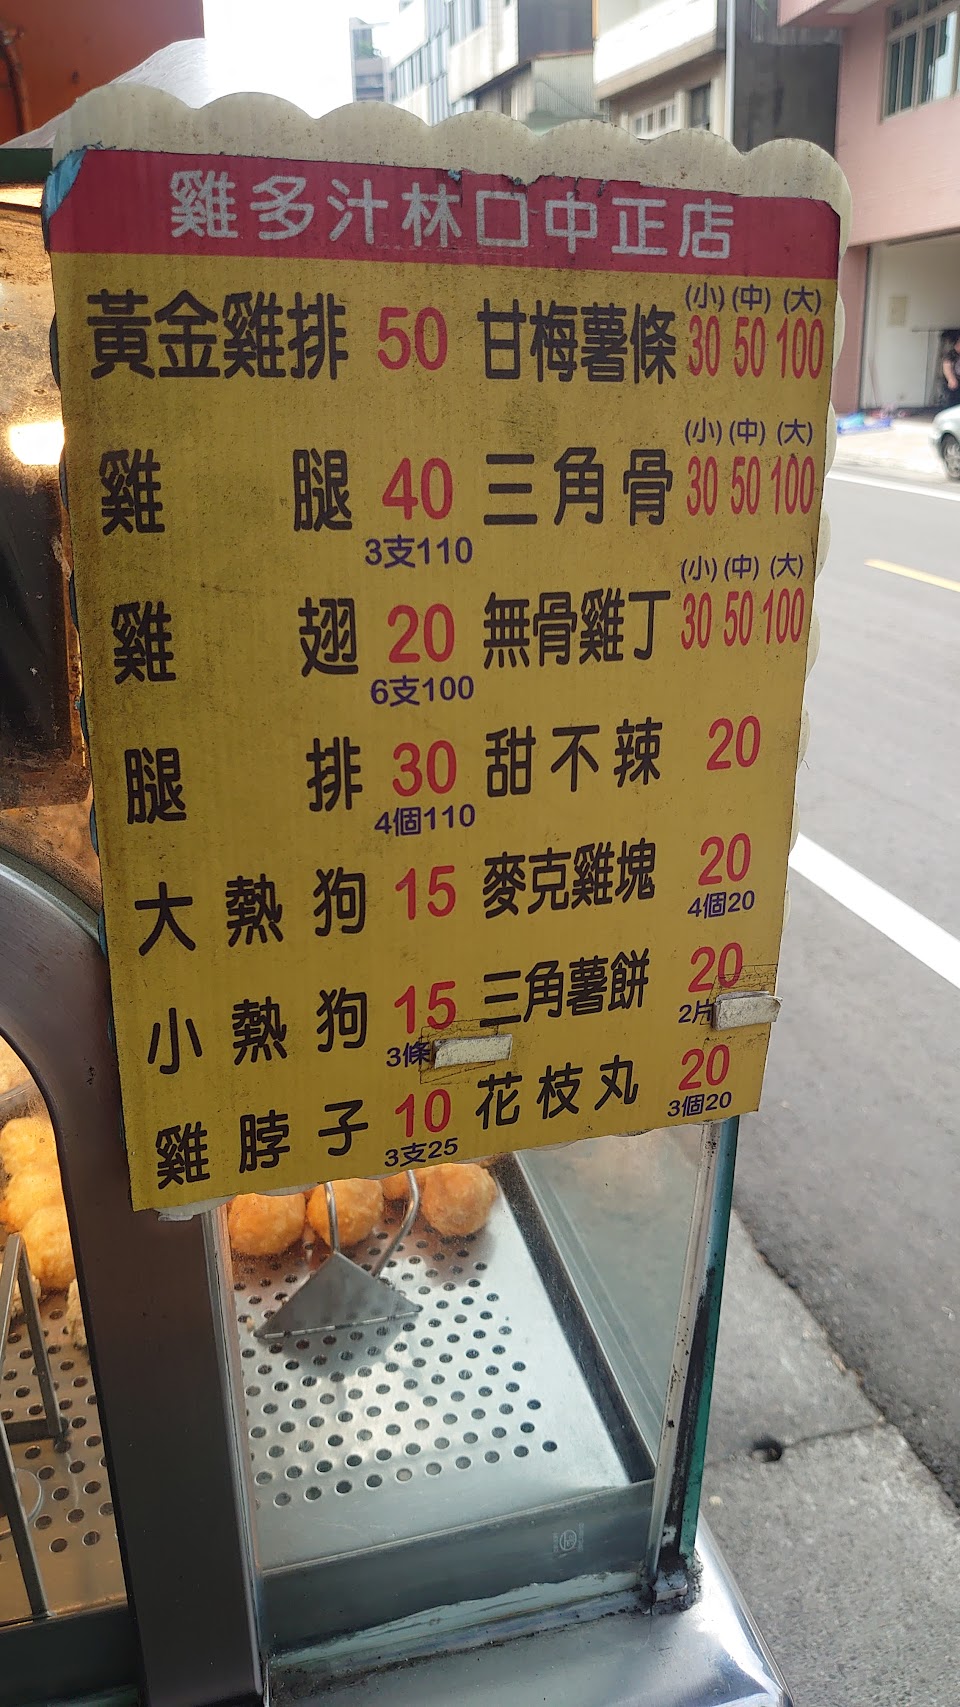 雞多汁林口中正店
黃金雞排 50
雞腿 40
3支110
雞翅 20
6支100
腿排 30
4個110
大熱狗 15
小熱狗 15
3條
雞脖子 10
3支25
(小) (中) (大)
甘梅薯條 30 50 100
(小) (中) (大)
三角骨 30 50 100
(小) (中) (大)
無骨雞丁 30 50 100
甜不辣 20
麥克雞塊 20
4個20
三角薯餅 20
2片
花枝丸 20
3個20